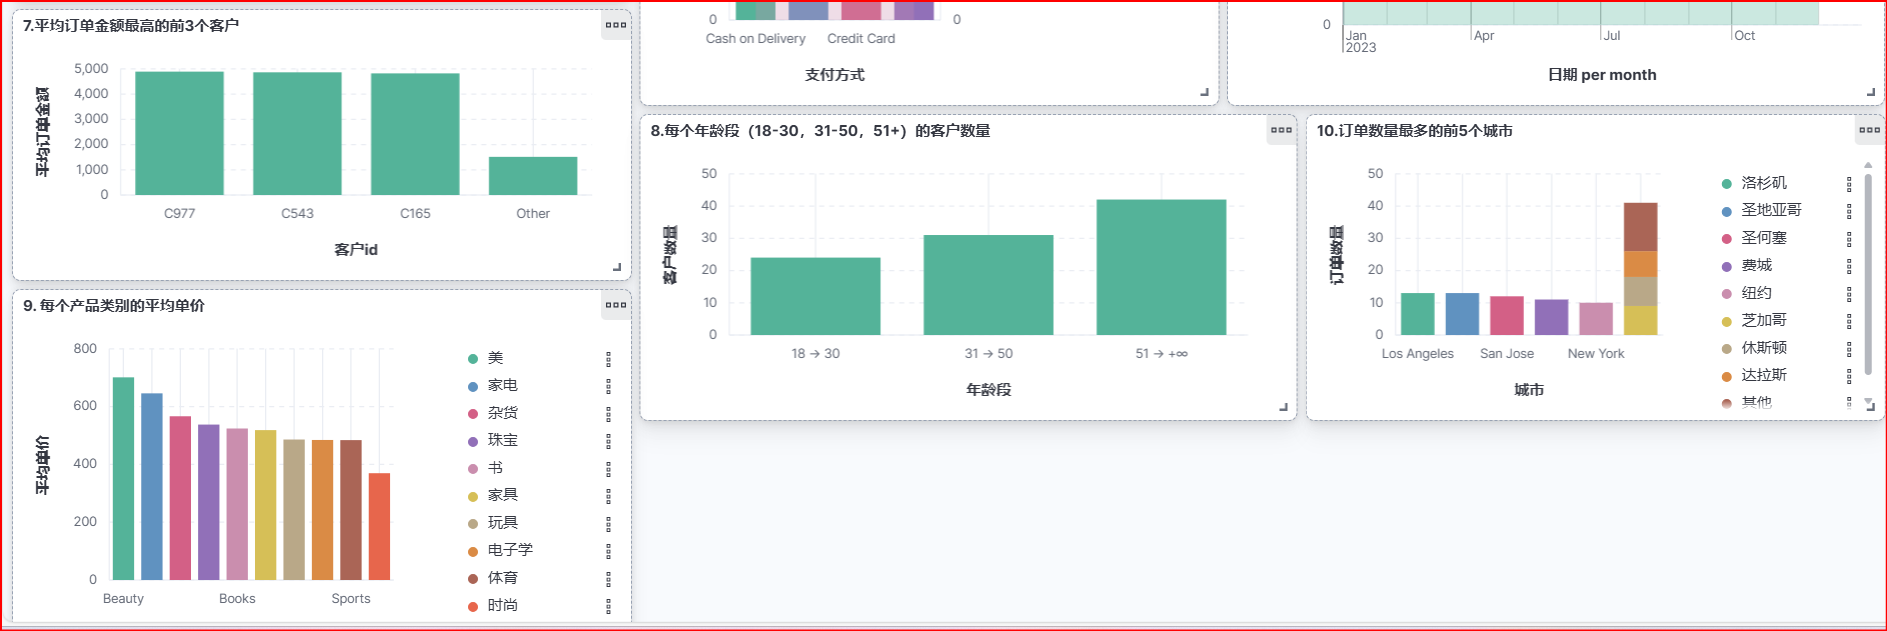 7.平均订单金额最高的前3个客户
5,000
4,000
3,000
2,000
1,000
0
平均订单金额
C977
C543
C165
Other
客户id
0
0
Cash on Delivery
Credit Card
支付方式
0
Jan
2023
Apr
Jul
Oct
日期 per month
8.每个年龄段（18-30，31-50，51+）的客户数量
50
40
30
20
10
0
客户数量
18 → 30
31 → 50
51 → +∞
年龄段
10.订单数量最多的前5个城市
50
40
30
20
10
0
订单数量
Los Angeles
San Jose
New York
城市
洛杉矶
圣地亚哥
圣何塞
费城
纽约
芝加哥
休斯顿
达拉斯
其他
9. 每个产品类别的平均单价
800
600
400
200
0
平均单价
Beauty
Books
Sports
美
家电
杂货
珠宝
书
家具
玩具
电子学
体育
时尚